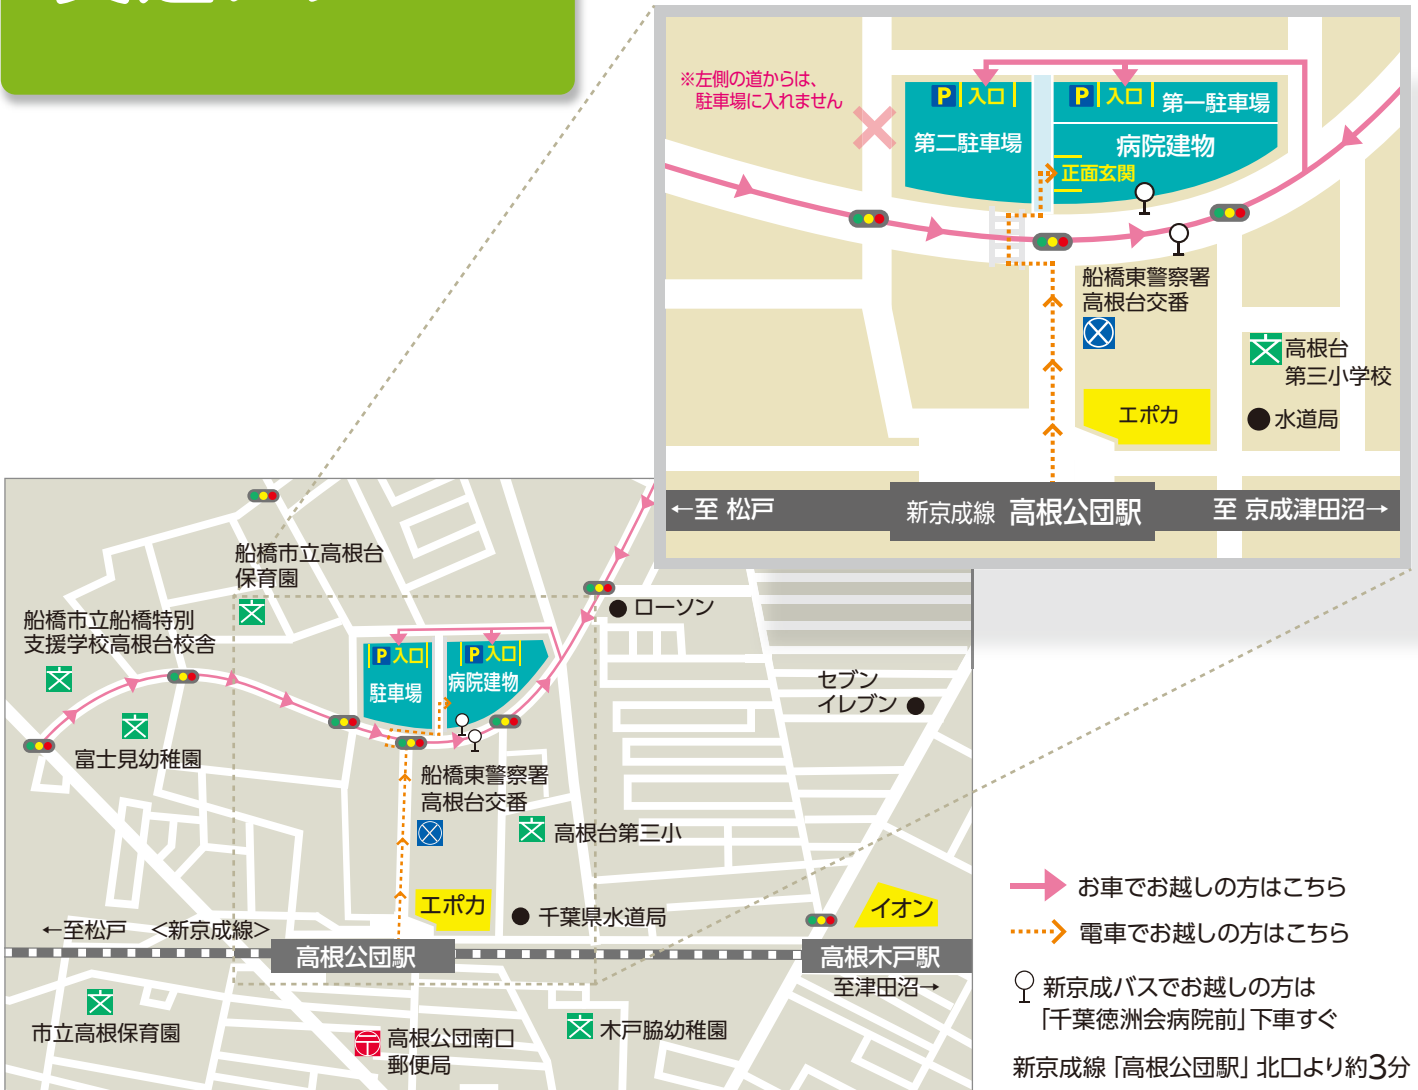 ※左側の道からは、
駐車場に入れません
P 入口
P 入口
第一駐車場
第二駐車場
病院建物
正面玄関
船橋東警察署
高根台交番
高根台
第三小学校
エポカ
水道局
←至 松戸
新京成線 高根公団駅
至 京成津田沼→
船橋市立高根台
保育園
船橋市立船橋特別
支援学校高根台校舎
ローソン
P 入口
P 入口
駐車場
病院建物
セブン
イレブン
富士見幼稚園
船橋東警察署
高根台交番
高根台第三小
エポカ
千葉県水道局
イオン
←至松戸 <新京成線>
高根公団駅
高根木戸駅
至津田沼→
市立高根保育園
高根公団南口
郵便局
木戸脇幼稚園
お車でお越しの方はこちら
電車でお越しの方はこちら
新京成バスでお越しの方は
「千葉徳洲会病院前」下車すぐ
新京成線「高根公団駅」北口より約3分